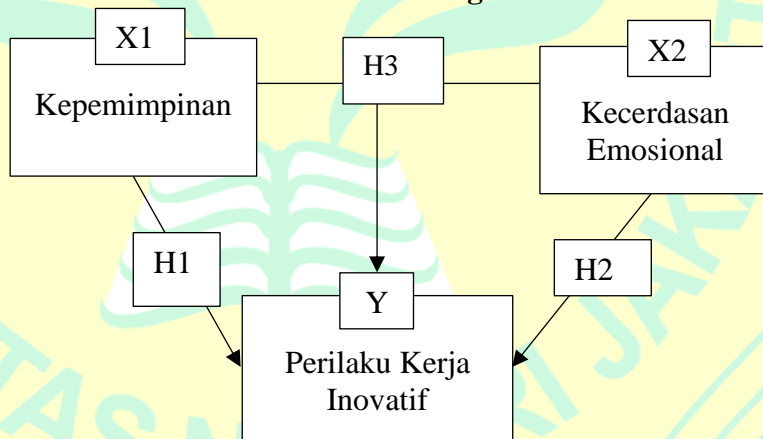 X1
H3
X2
Kepemimpinan
Kecerdasan
Emosional
H1
H2
Y
Perilaku Kerja
Inovatif